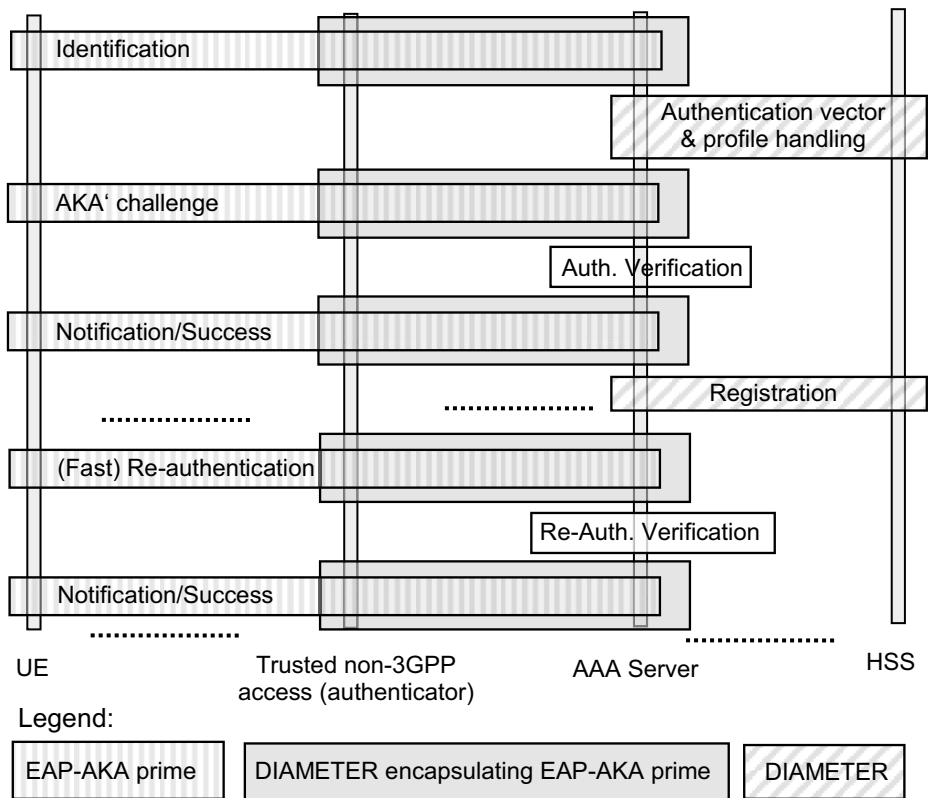 Identification
Authentication vector
& profile handling
AKA‘ challenge
Auth. Verification
Notification/Success
Registration
(Fast) Re-authentication
Re-Auth. Verification
Notification/Success
UE
Trusted non-3GPP
access (authenticator)
AAA Server
HSS
Legend:
EAP-AKA prime
DIAMETER encapsulating EAP-AKA prime
DIAMETER